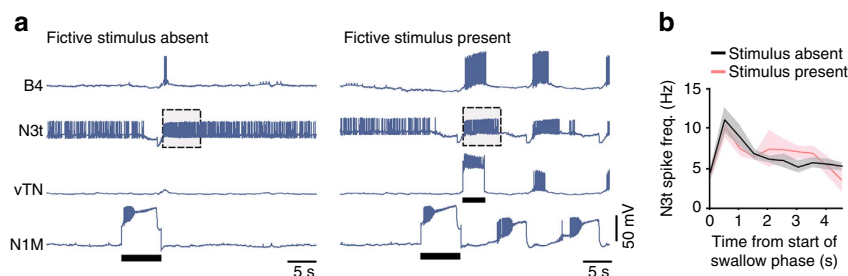 a
Fictive stimulus absent
Fictive stimulus present
B4
N3t
vTN
N1M
5 s
5 s
50 mV
b
Stimulus absent
Stimulus present
N3t spike freq. (Hz)
15
10
5
0
0 1 2 3 4
Time from start of
swallow phase (s)